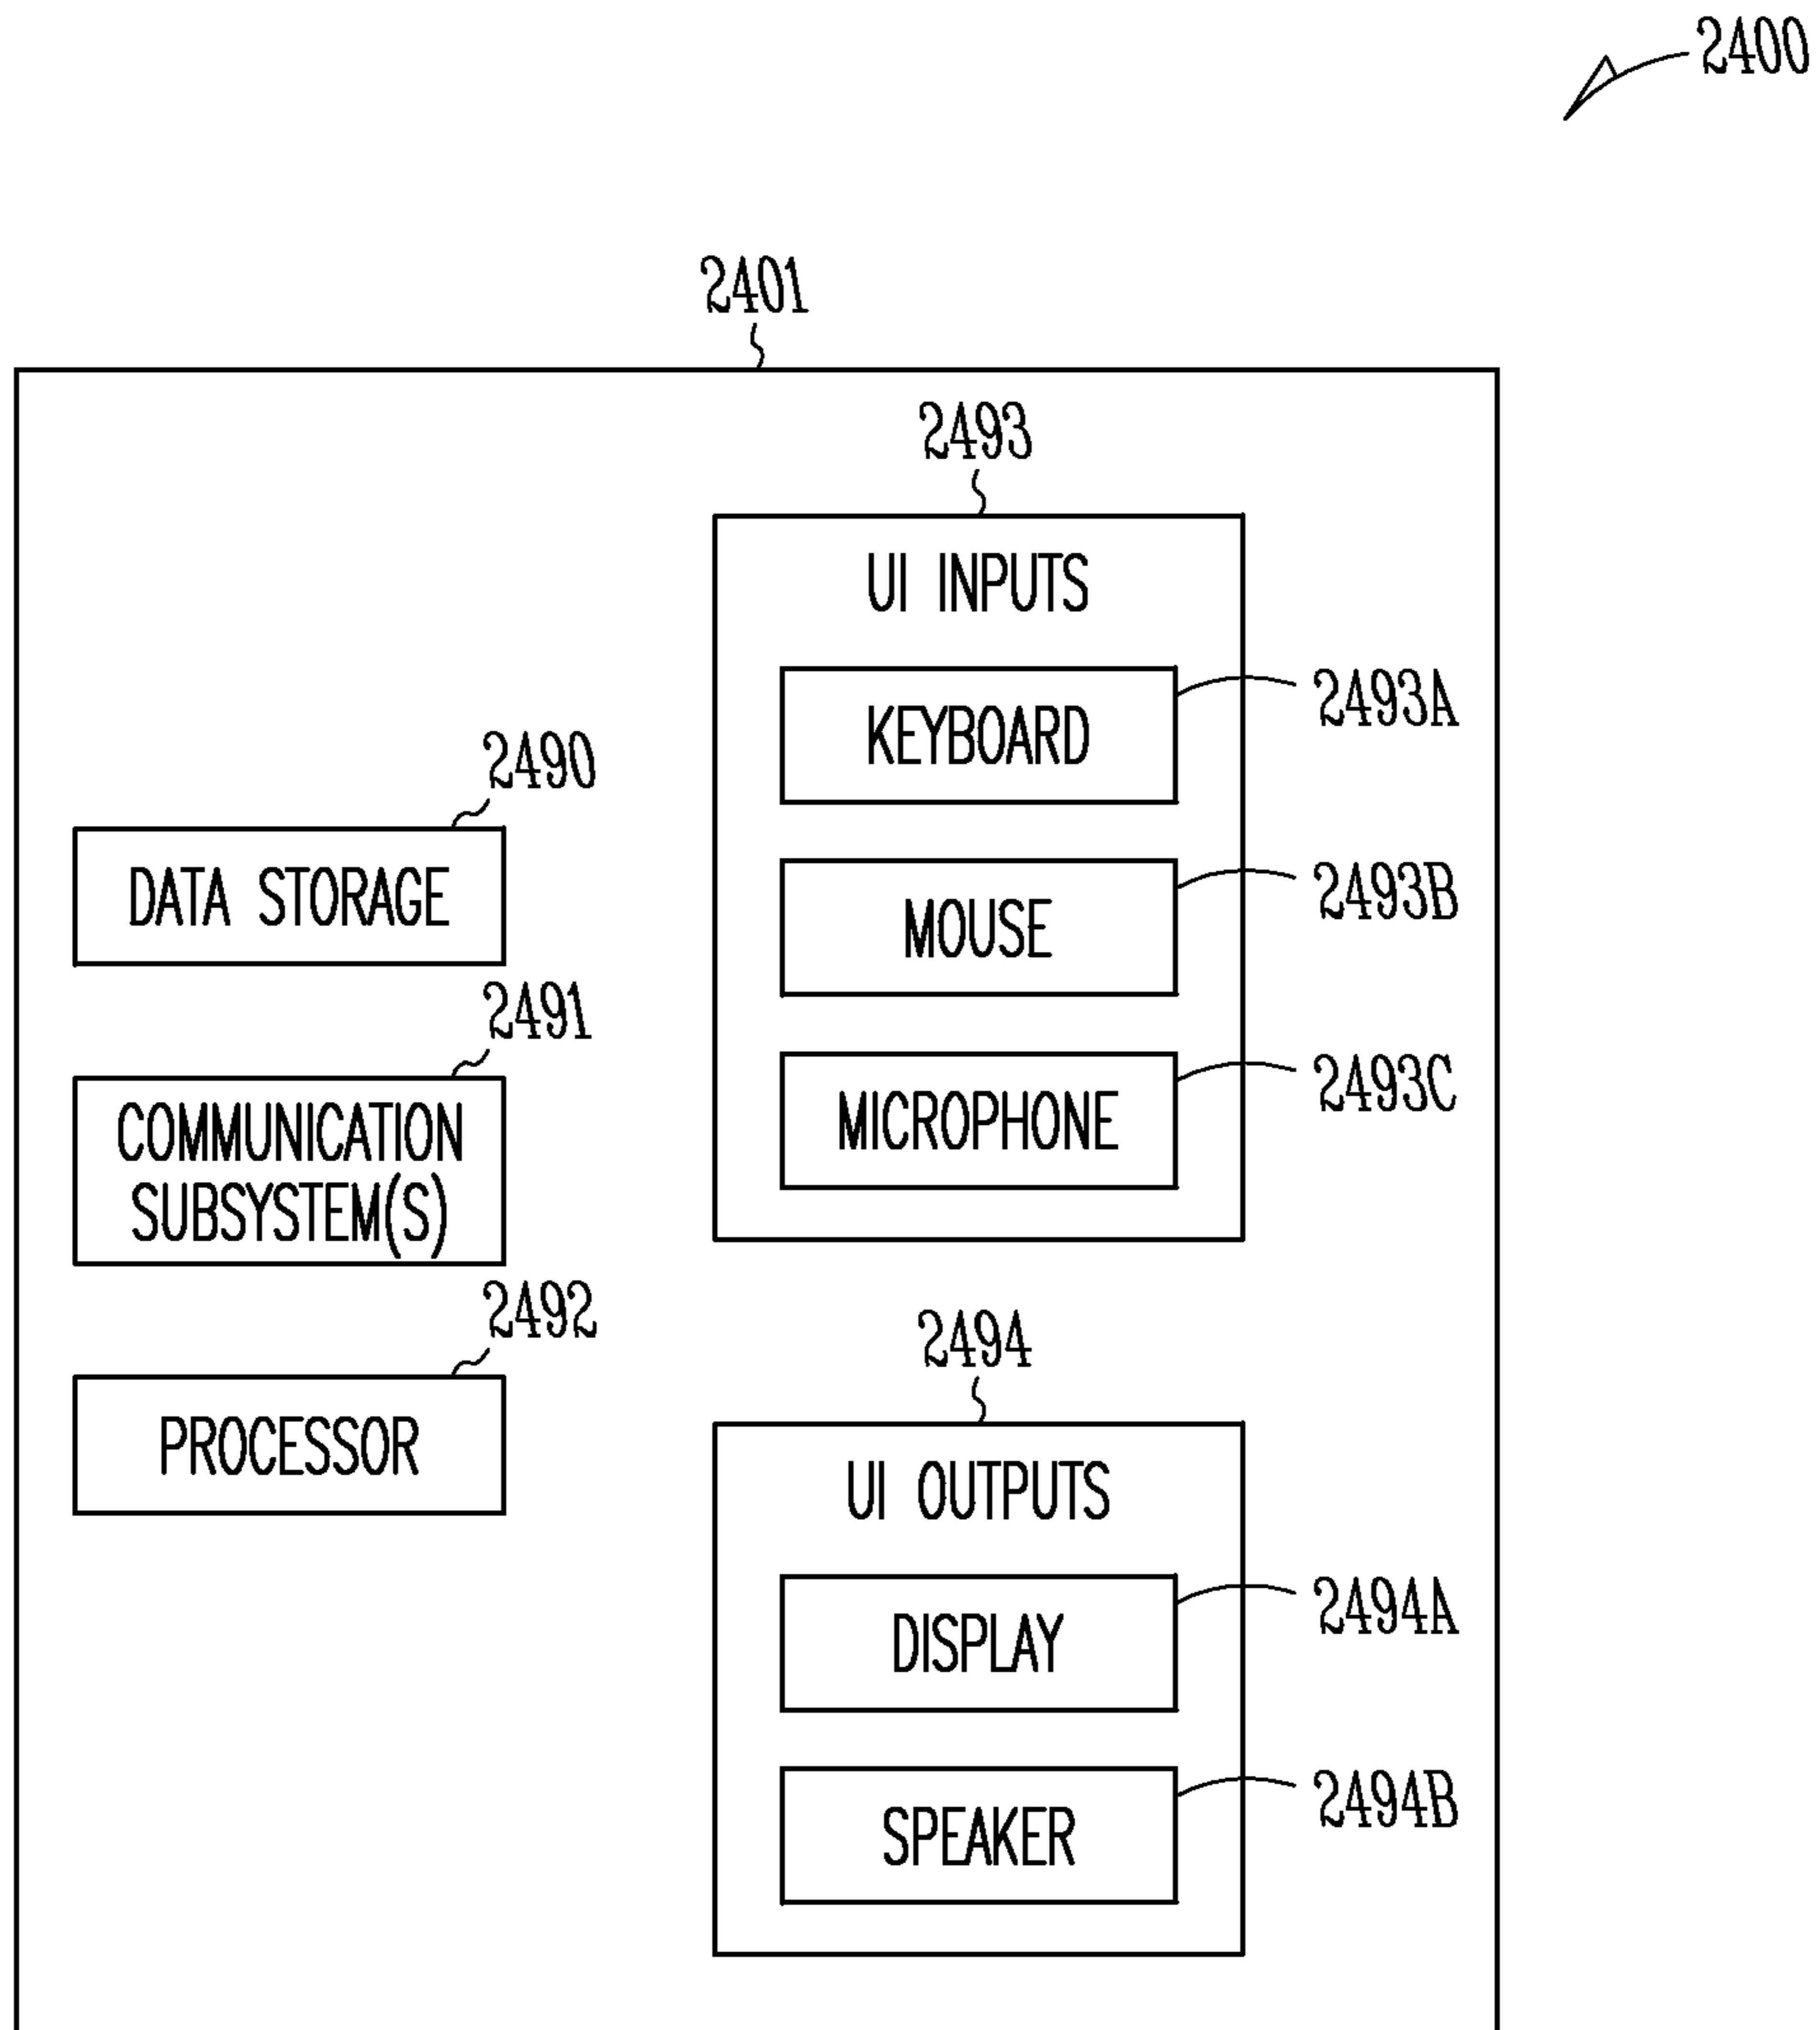 2400
2401
2493
UI INPUTS
KEYBOARD
2493A
MOUSE
2493B
MICROPHONE
2493C
2490
DATA STORAGE
2491
COMMUNICATION
SUBSYSTEM(S)
2492
PROCESSOR
2494
UI OUTPUTS
DISPLAY
2494A
SPEAKER
2494B